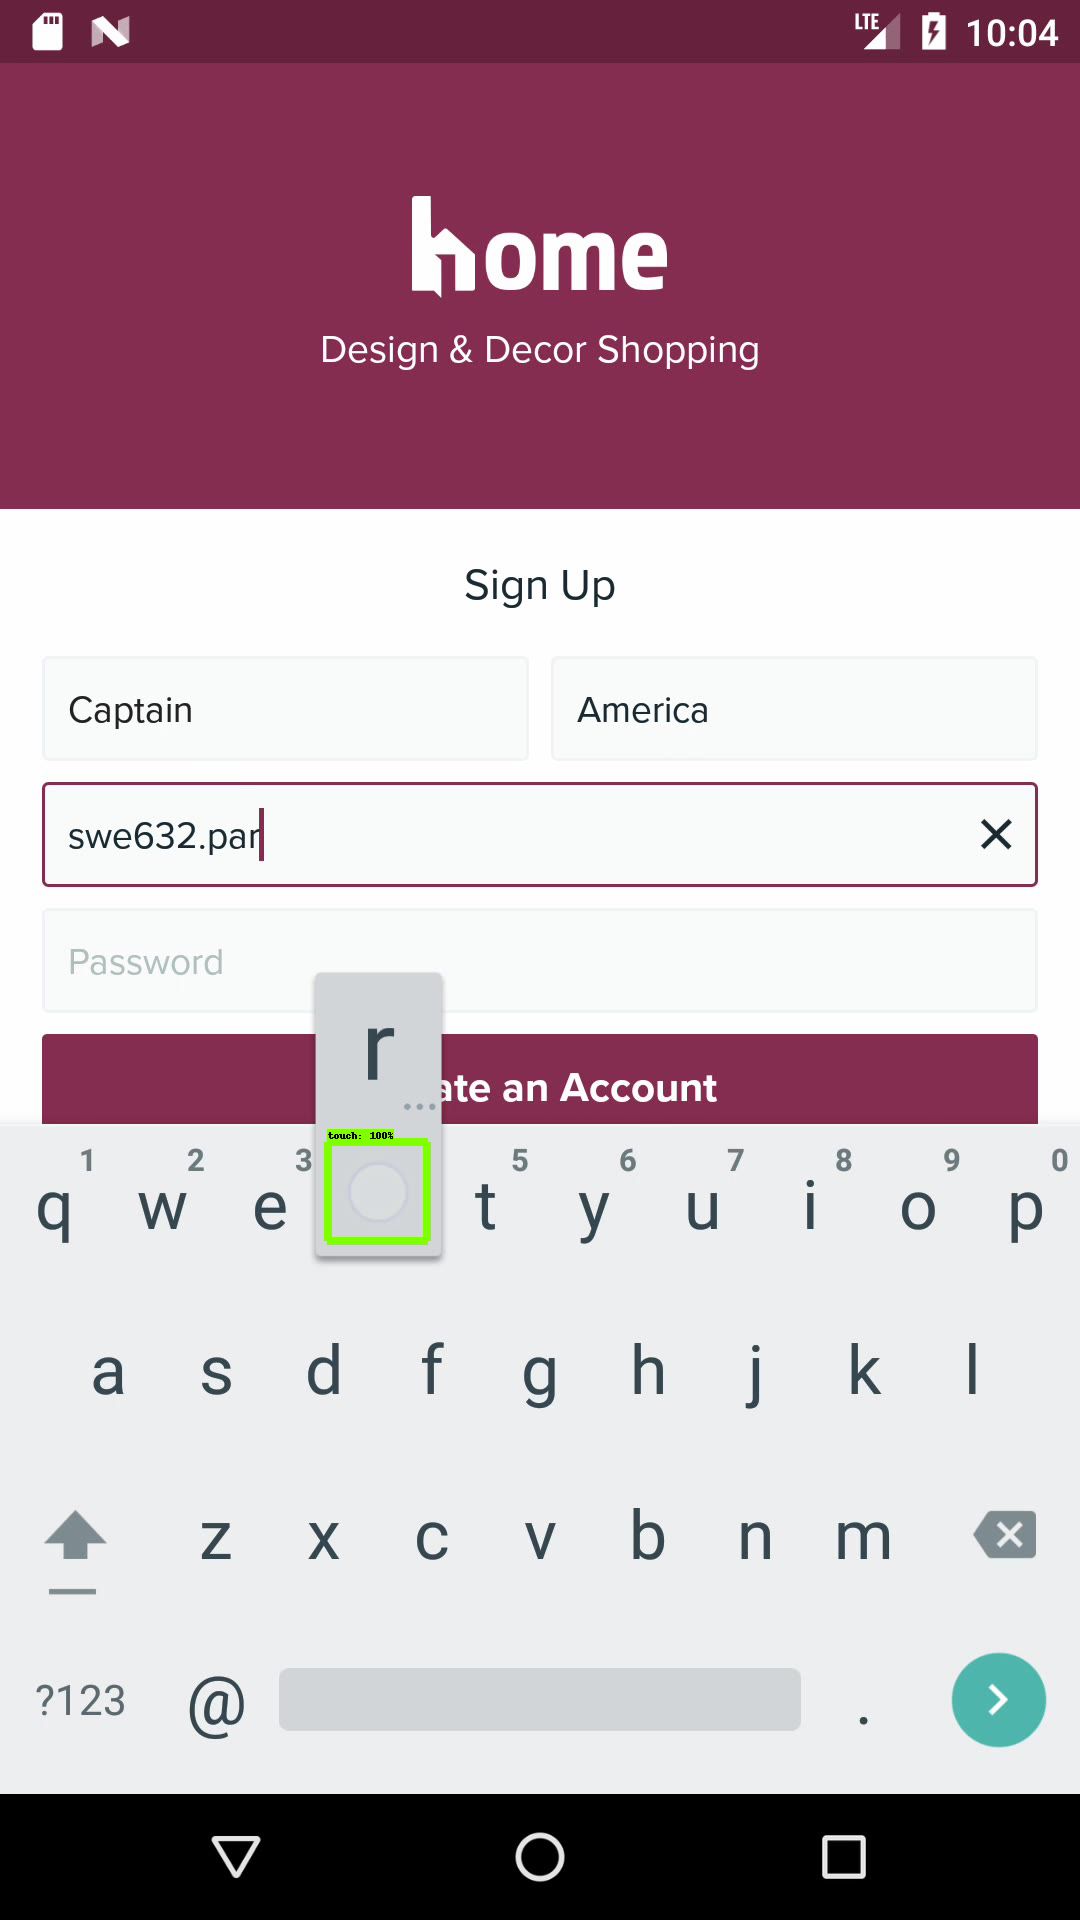 LTE 10:04
home
Design & Decor Shopping
Sign Up
Captain America
swe632.par
Password
r
ate an Account
touch: 100%
1 2 3 5 6 7 8 9 0
q w e t y u i o p
a s d f g h j k l
z x c v b n m
?123 @ .